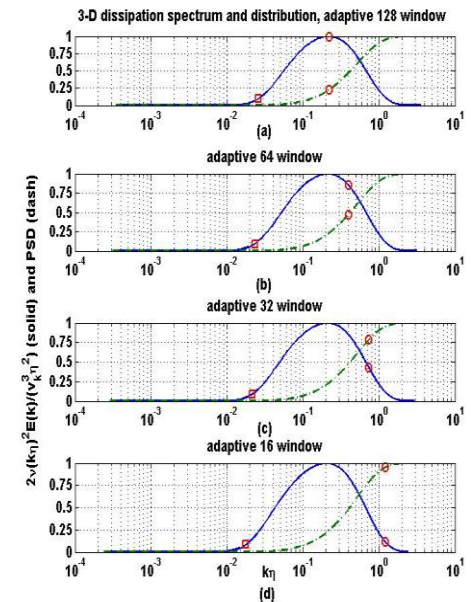 3-D dissipation spectrum and distribution, adaptive 128 window
1
0.75
0.5
0.25
0
10^-4 10^-3 10^-2 10^-1 10^0 10^1
(a)
adaptive 64 window
1
0.75
0.5
0.25
0
10^-4 10^-3 10^-2 10^-1 10^0 10^1
(b)
adaptive 32 window
1
0.75
0.5
0.25
0
10^-4 10^-3 10^-2 10^-1 10^0 10^1
(c)
adaptive 16 window
1
0.75
0.5
0.25
0
10^-4 10^-3 10^-2 10^-1 10^0 10^1
kη
(d)
2ν(kη)^2E(k)/(v_k^3η^2) (solid) and PSD (dash)